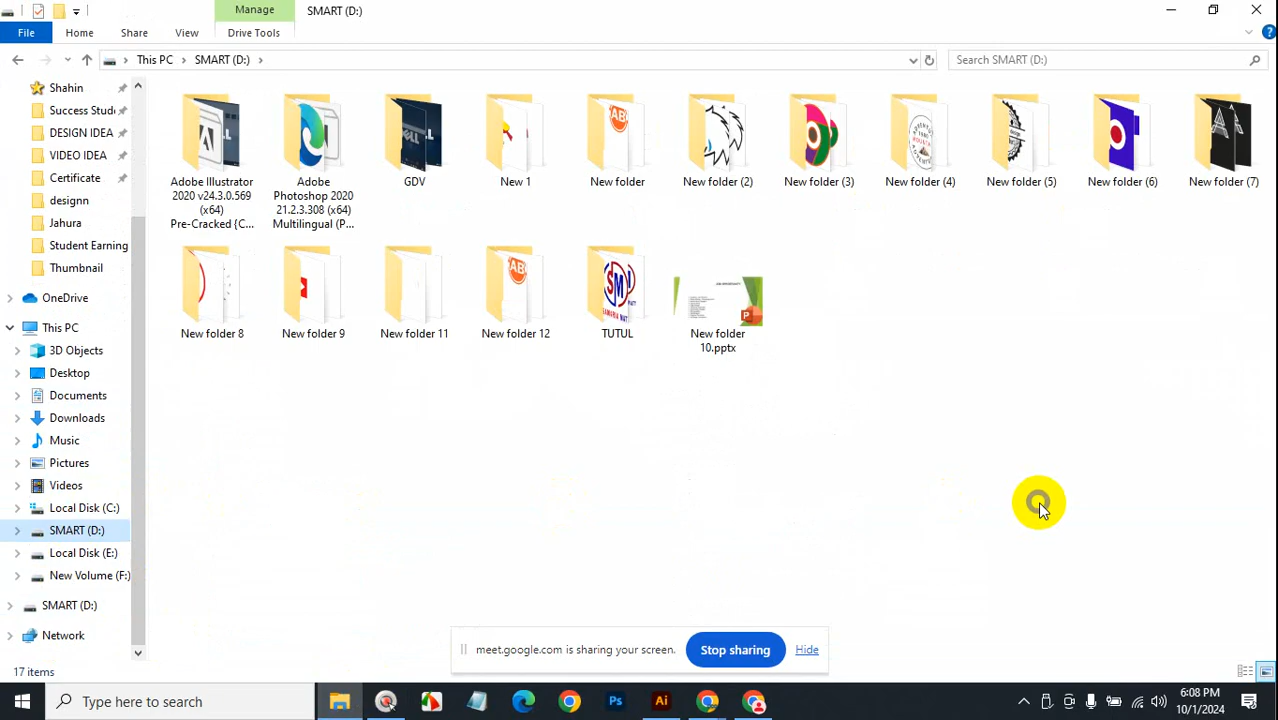 Manage
SMART (D:)
File
Home
Share
View
Drive Tools
This PC
SMART (D:)
Search SMART (D:)
Shahin
Success Stude
DESIGN IDEA
VIDEO IDEA
Certificate
designn
Jahura
Student Earning
Thumbnail
OneDrive
This PC
3D Objects
Desktop
Documents
Downloads
Music
Pictures
Videos
Local Disk (C:)
SMART (D:)
Local Disk (E:)
New Volume (F:)
SMART (D:)
Network
Adobe Illustrator
2020 v24.3.0.569
(x64)
Pre-Cracked {C...
Adobe
Photoshop 2020
21.2.3.308 (x64)
Multilingual (P...
GDV
New 1
New folder
New folder (2)
New folder (3)
New folder (4)
New folder (5)
New folder (6)
New folder (7)
New folder 8
New folder 9
New folder 11
New folder 12
TUTUL
New folder
10.pptx
meet.google.com is sharing your screen.
Stop sharing
Hide
17 items
Type here to search
Ps
Ai
6:08 PM
10/1/2024